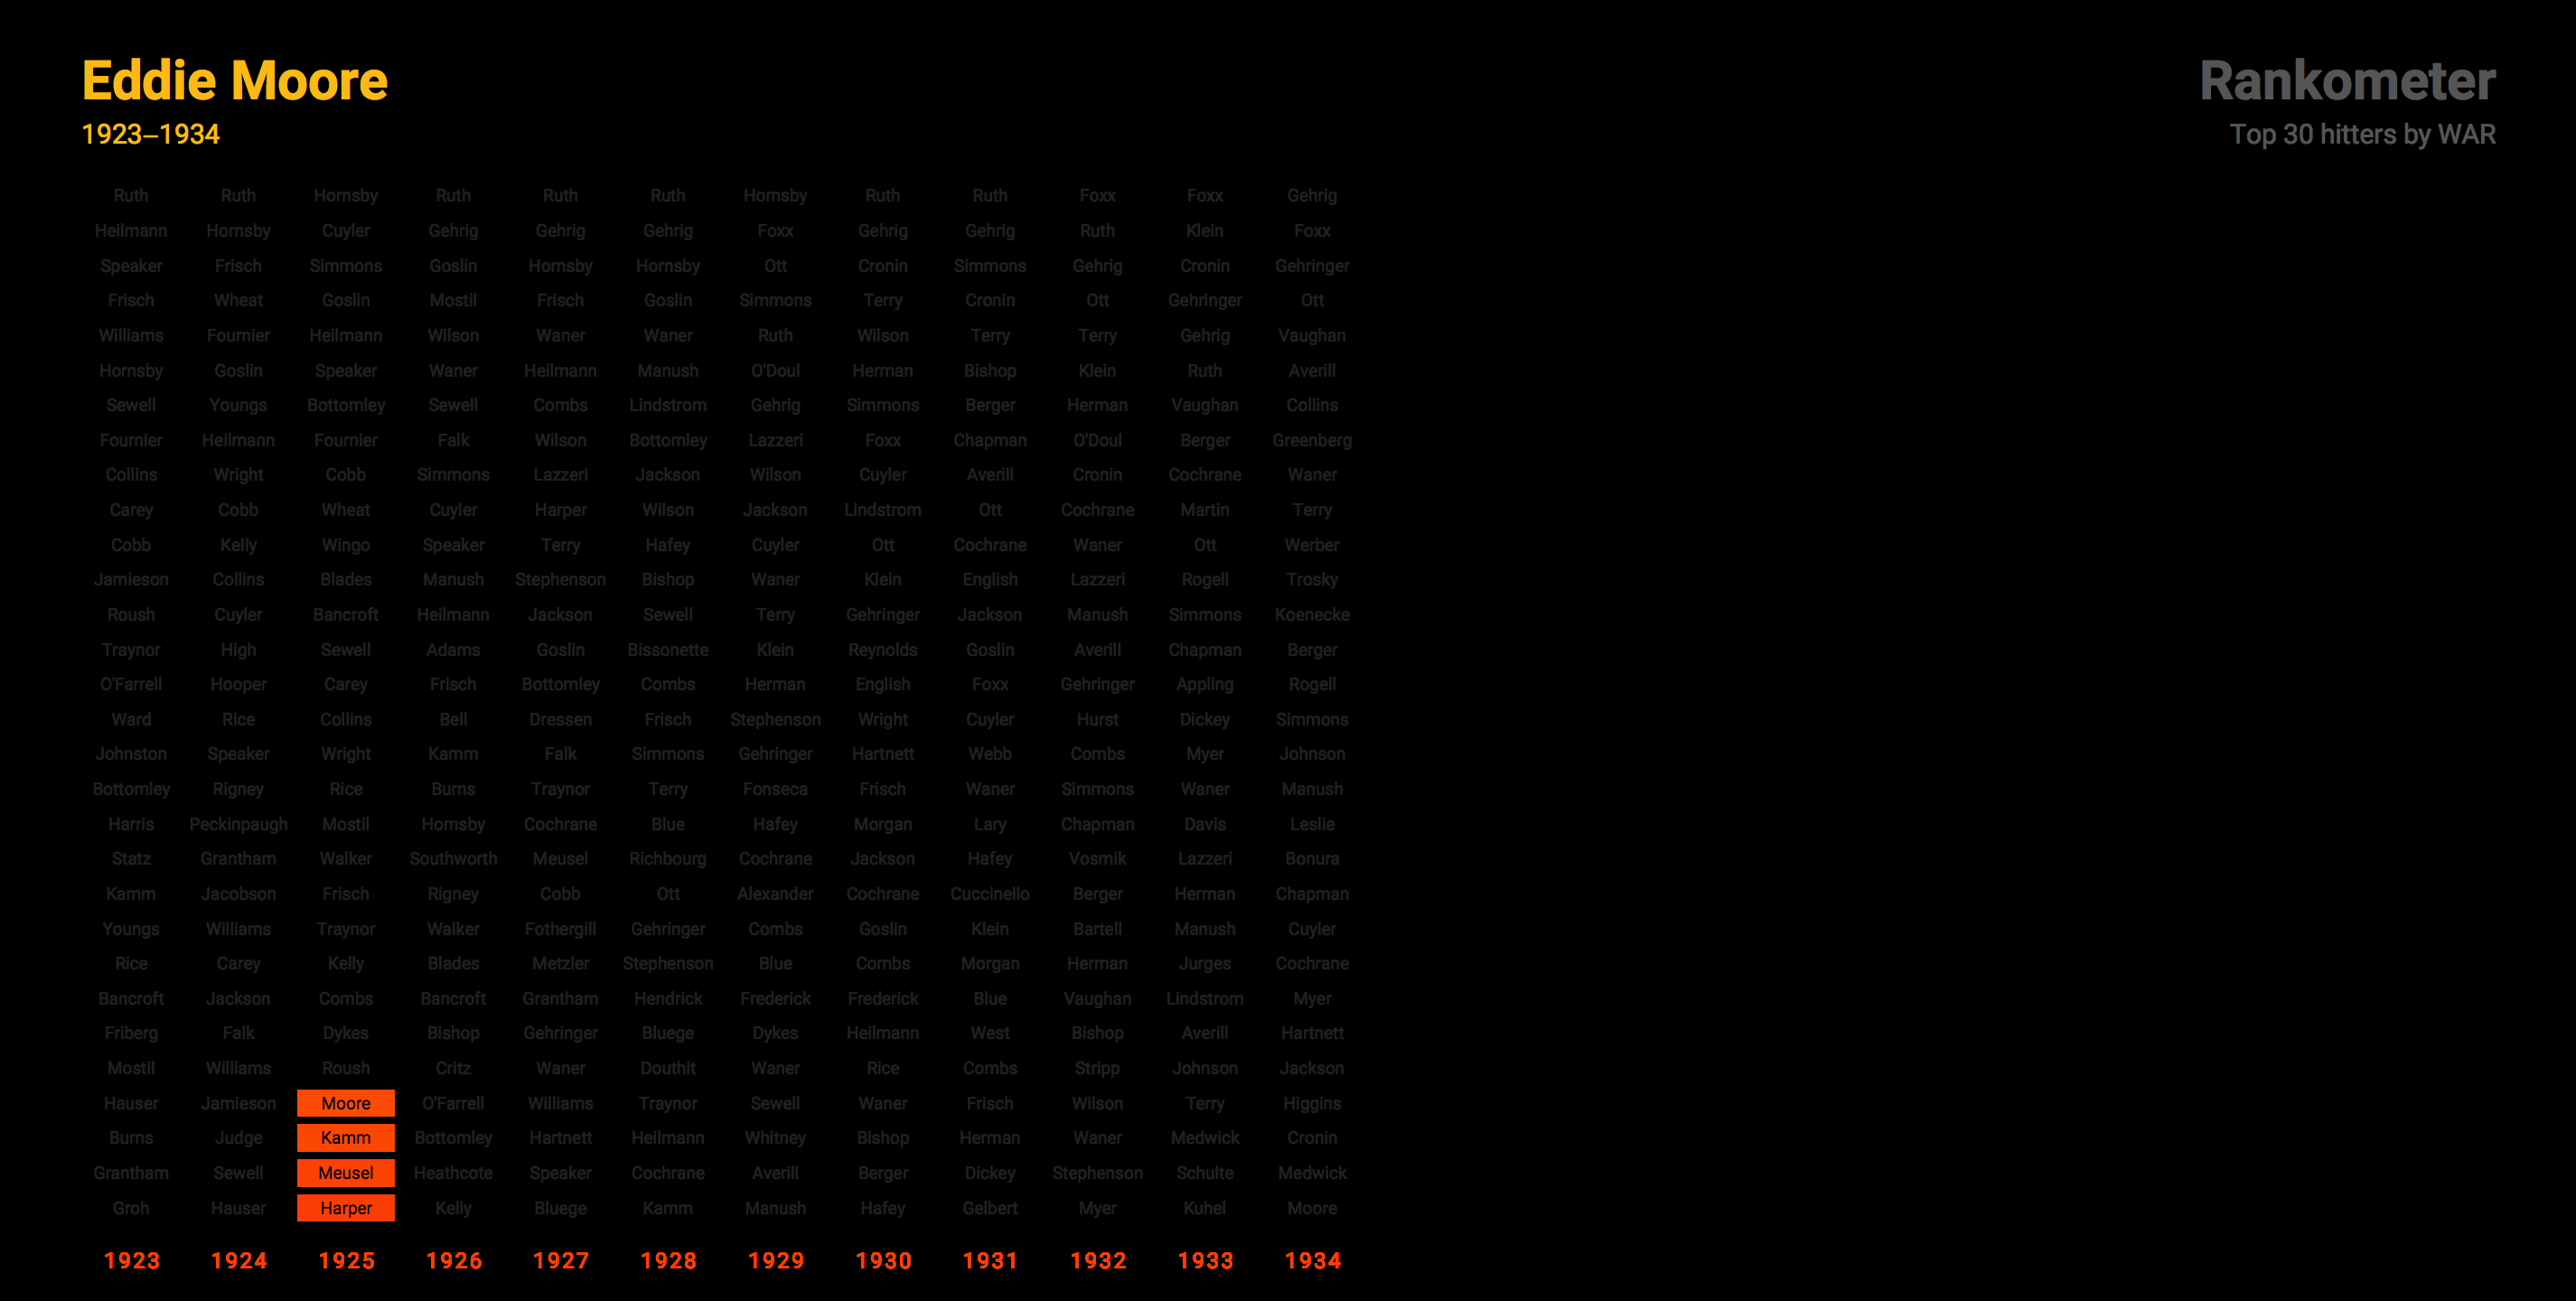 Eddie Moore
1923–1934
Rankometer
Top 30 hitters by WAR
Ruth Ruth Hornsby Ruth Ruth Ruth Hornsby Ruth Ruth Foxx Foxx Gehrig
Heilmann Hornsby Cuyler Gehrig Gehrig Gehrig Foxx Gehrig Gehrig Ruth Klein Foxx
Speaker Frisch Simmons Goslin Hornsby Hornsby Ott Cronin Simmons Gehrig Cronin Gehringer
Frisch Wheat Goslin Mostil Frisch Goslin Simmons Terry Cronin Ott Gehringer Ott
Williams Fournier Heilmann Wilson Waner Waner Ruth Wilson Terry Terry Gehrig Vaughan
Hornsby Goslin Speaker Waner Heilmann Manush O'Doul Herman Bishop Klein Ruth Averill
Sewell Youngs Bottomley Sewell Combs Lindstrom Gehrig Simmons Berger Herman Vaughan Collins
Fournier Heilmann Fournier Falk Wilson Bottomley Lazzeri Foxx Chapman O'Doul Berger Greenberg
Collins Wright Cobb Simmons Lazzeri Jackson Wilson Cuyler Averill Cronin Cochrane Waner
Carey Cobb Wheat Cuyler Harper Wilson Jackson Lindstrom Ott Cochrane Martin Terry
Cobb Kelly Wingo Speaker Terry Hafey Cuyler Ott Cochrane Waner Ott Werber
Jamieson Collins Blades Manush Stephenson Bishop Waner Klein English Lazzeri Rogell Trosky
Roush Cuyler Bancroft Heilmann Jackson Sewell Terry Gehringer Jackson Manush Simmons Koenecke
Traynor High Sewell Adams Goslin Bissonette Klein Reynolds Goslin Averill Chapman Berger
O'Farrell Hooper Carey Frisch Bottomley Combs Herman English Foxx Gehringer Appling Rogell
Ward Rice Collins Bell Dressen Frisch Stephenson Wright Cuyler Hurst Dickey Simmons
Johnston Speaker Wright Kamm Falk Simmons Gehringer Hartnett Webb Combs Myer Johnson
Bottomley Rigney Rice Burns Traynor Terry Fonseca Frisch Waner Simmons Waner Manush
Harris Peckinpaugh Mostil Hornsby Cochrane Blue Hafey Morgan Lary Chapman Davis Leslie
Statz Grantham Walker Southworth Meusel Richbourg Cochrane Jackson Hafey Vosmik Lazzeri Bonura
Kamm Jacobson Frisch Rigney Cobb Ott Alexander Cochrane Cuccinello Berger Herman Chapman
Youngs Williams Traynor Walker Fothergill Gehringer Combs Goslin Klein Bartell Manush Cuyler
Rice Carey Kelly Blades Metzler Stephenson Blue Combs Morgan Herman Jurges Cochrane
Bancroft Jackson Combs Bancroft Grantham Hendrick Frederick Frederick Blue Vaughan Lindstrom Myer
Friberg Falk Dykes Bishop Gehringer Bluege Dykes Heilmann West Bishop Averill Hartnett
Mostil Williams Roush Critz Waner Douthit Waner Rice Combs Stripp Johnson Jackson
Hauser Jamieson Moore O'Farrell Williams Traynor Sewell Waner Frisch Wilson Terry Higgins
Burns Judge Kamm Bottomley Hartnett Heilmann Whitney Bishop Herman Waner Medwick Cronin
Grantham Sewell Meusel Heathcote Speaker Cochrane Averill Berger Dickey Stephenson Schulte Medwick
Groh Hauser Harper Kelly Bluege Kamm Manush Hafey Gelbert Myer Kuhel Moore
1923 1924 1925 1926 1927 1928 1929 1930 1931 1932 1933 1934